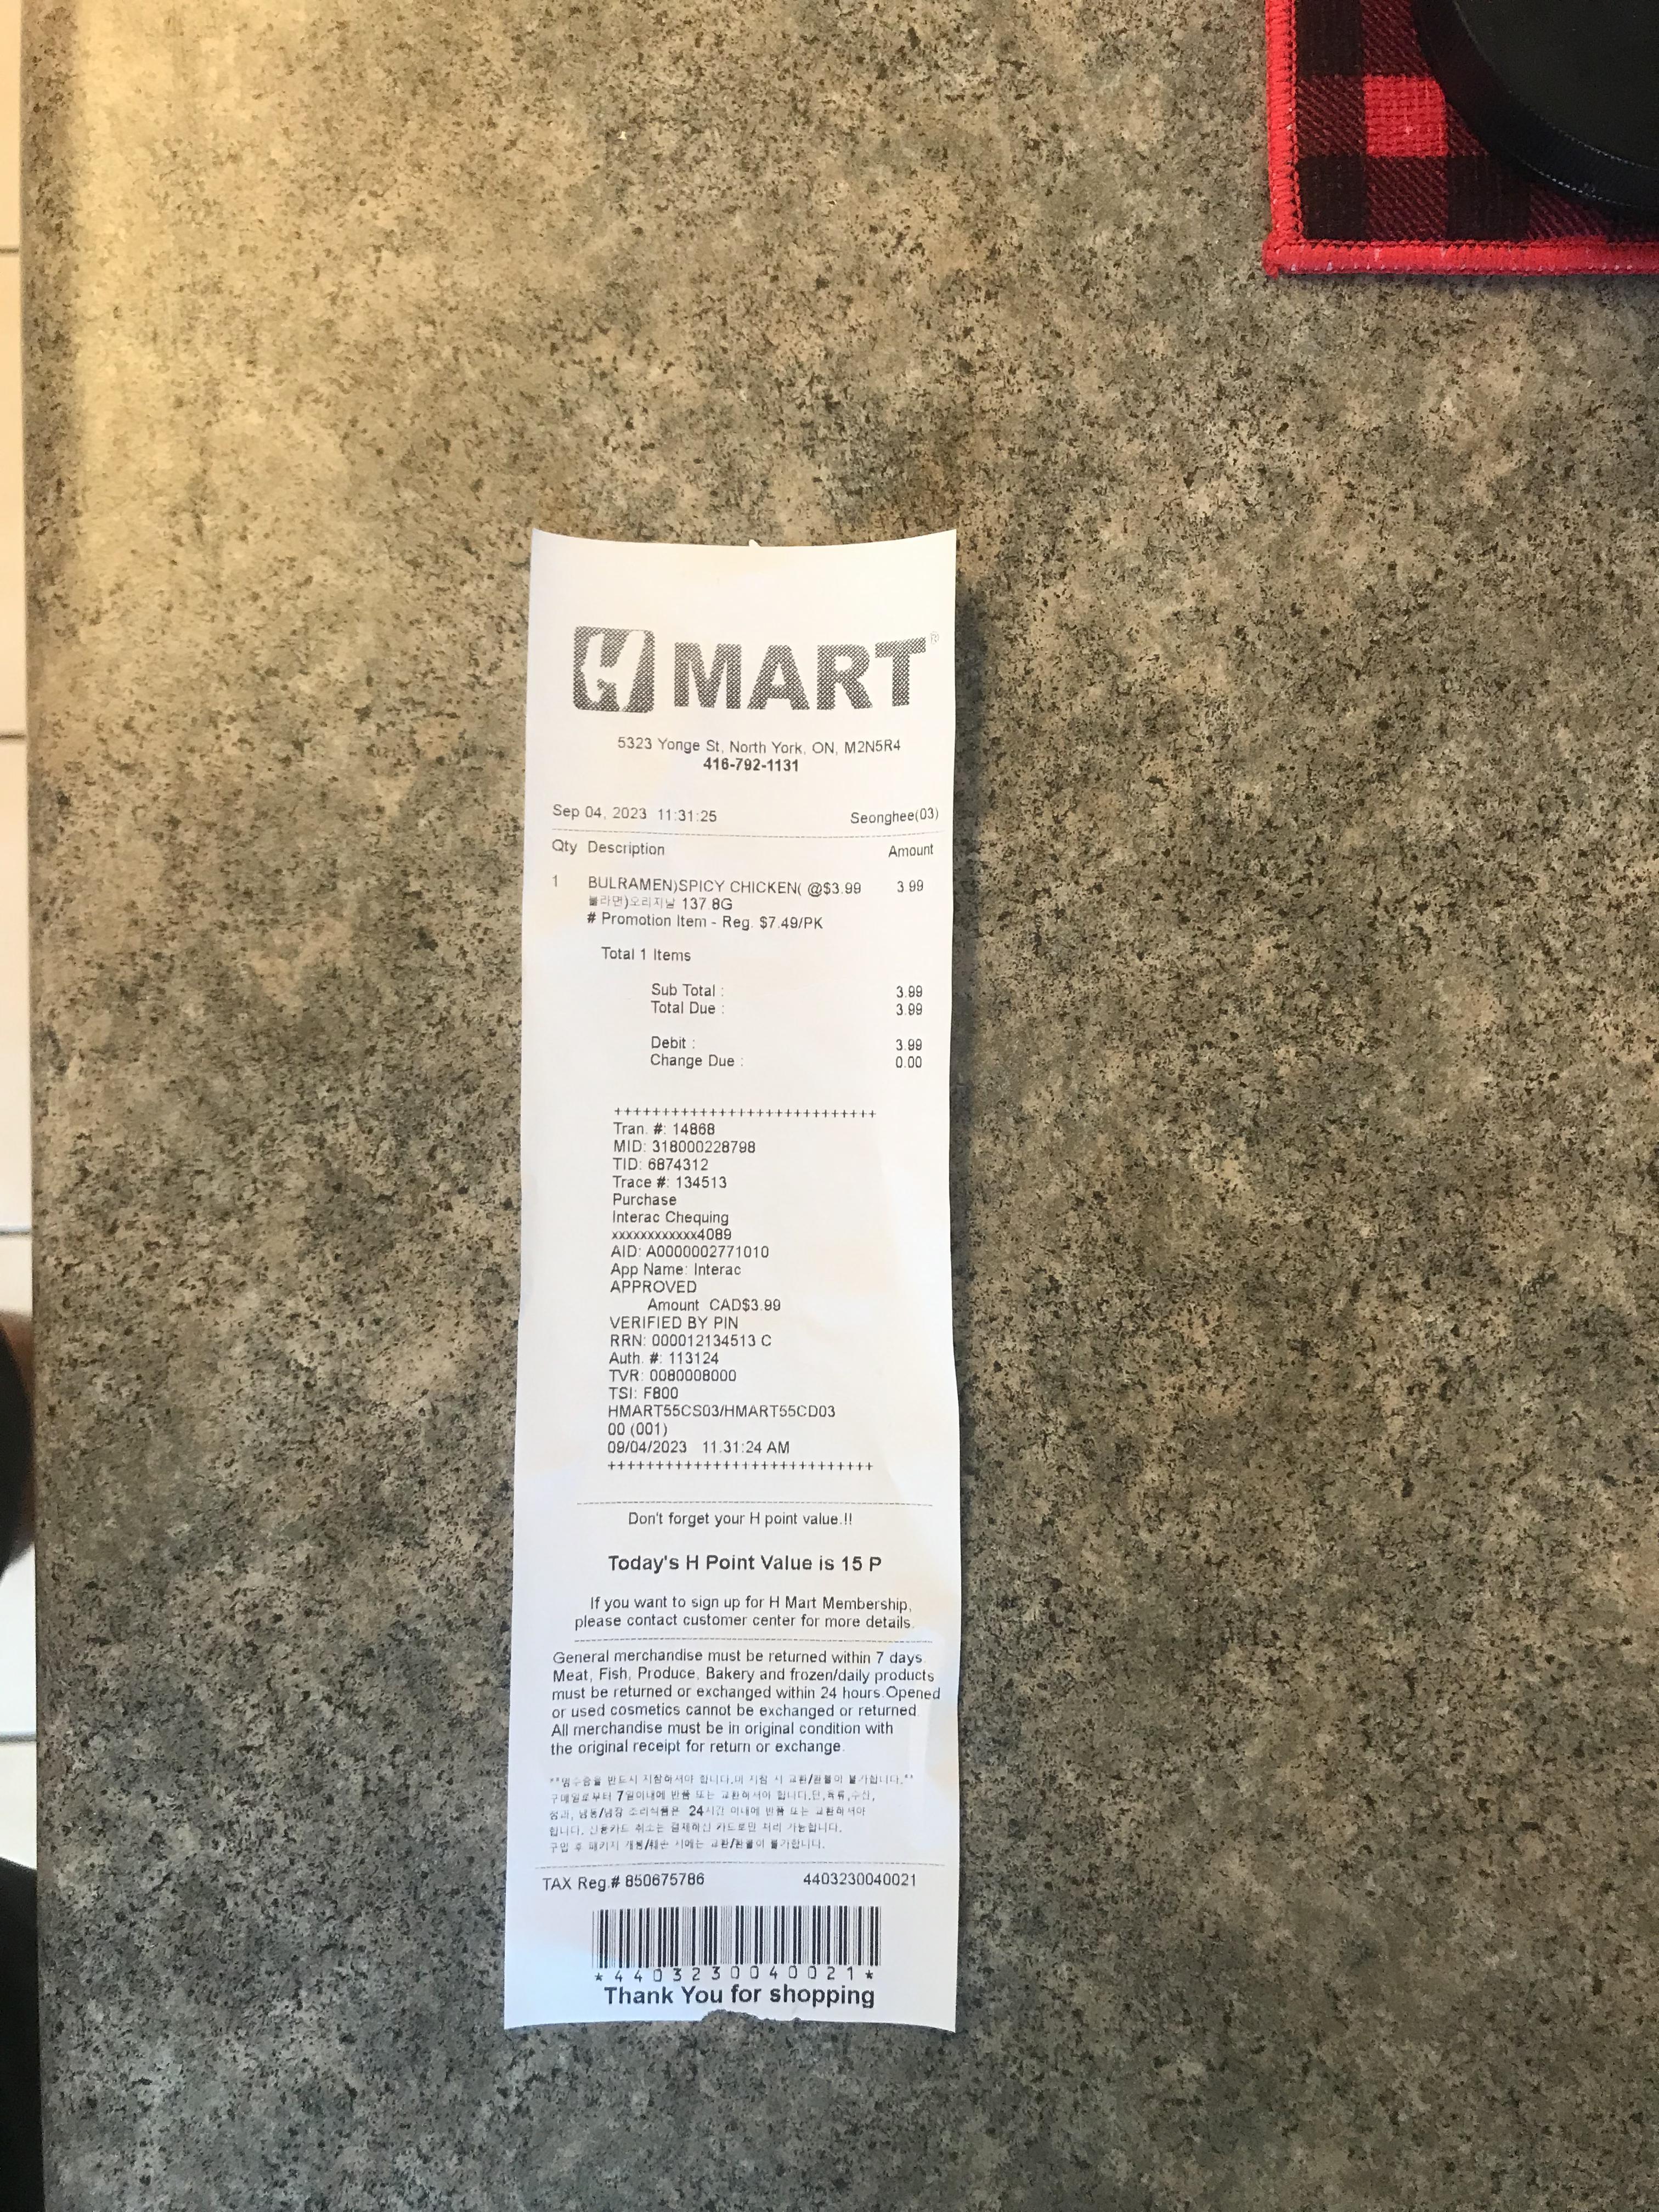 H MART®
5323 Yonge St, North York, ON, M2N5R4
416-792-1131
Sep 04, 2023 11:31:25 Seonghee(03)
Qty Description Amount
1 BULRAMEN)SPICY CHICKEN( @$3.99 3.99
불라면)오리지날 137.8G
# Promotion Item - Reg. $7.49/PK
Total 1 Items
Sub Total : 3.99
Total Due : 3.99
Debit : 3.99
Change Due : 0.00
+++++++++++++++++++++++++++
Tran. #: 14868
MID: 318000228798
TID: 6874312
Trace #: 134513
Purchase
Interac Chequing
xxxxxxxxxxxx4089
AID: A0000002771010
App Name: Interac
APPROVED
Amount CAD$3.99
VERIFIED BY PIN
RRN: 000012134513 C
Auth. #: 113124
TVR: 0080008000
TSI: F800
HMART55CS03/HMART55CD03
00 (001)
09/04/2023 11:31:24 AM
+++++++++++++++++++++++++++
Don't forget your H point value.!!
Today's H Point Value is 15 P
If you want to sign up for H Mart Membership,
please contact customer center for more details.
General merchandise must be returned within 7 days.
Meat, Fish, Produce, Bakery and frozen/daily products
must be returned or exchanged within 24 hours.Opened
or used cosmetics cannot be exchanged or returned.
All merchandise must be in original condition with
the original receipt for return or exchange.
**영수증을 반드시 지참하셔야 합니다.미 지참 시 교환/환불이 불가합니다.**
구매일로부터 7일이내에 반품 또는 교환하셔야 합니다.단,육류,수산,
청과, 냉동/냉장 조리식품은 24시간 이내에 반품 또는 교환하셔야
합니다. 신용카드 취소는 결제하신 카드로만 처리 가능합니다.
구입 후 패키지 개봉/훼손 시에는 교환/환불이 불가합니다.
TAX Reg.# 850675786 4403230040021
*4403230040021*
Thank You for shopping